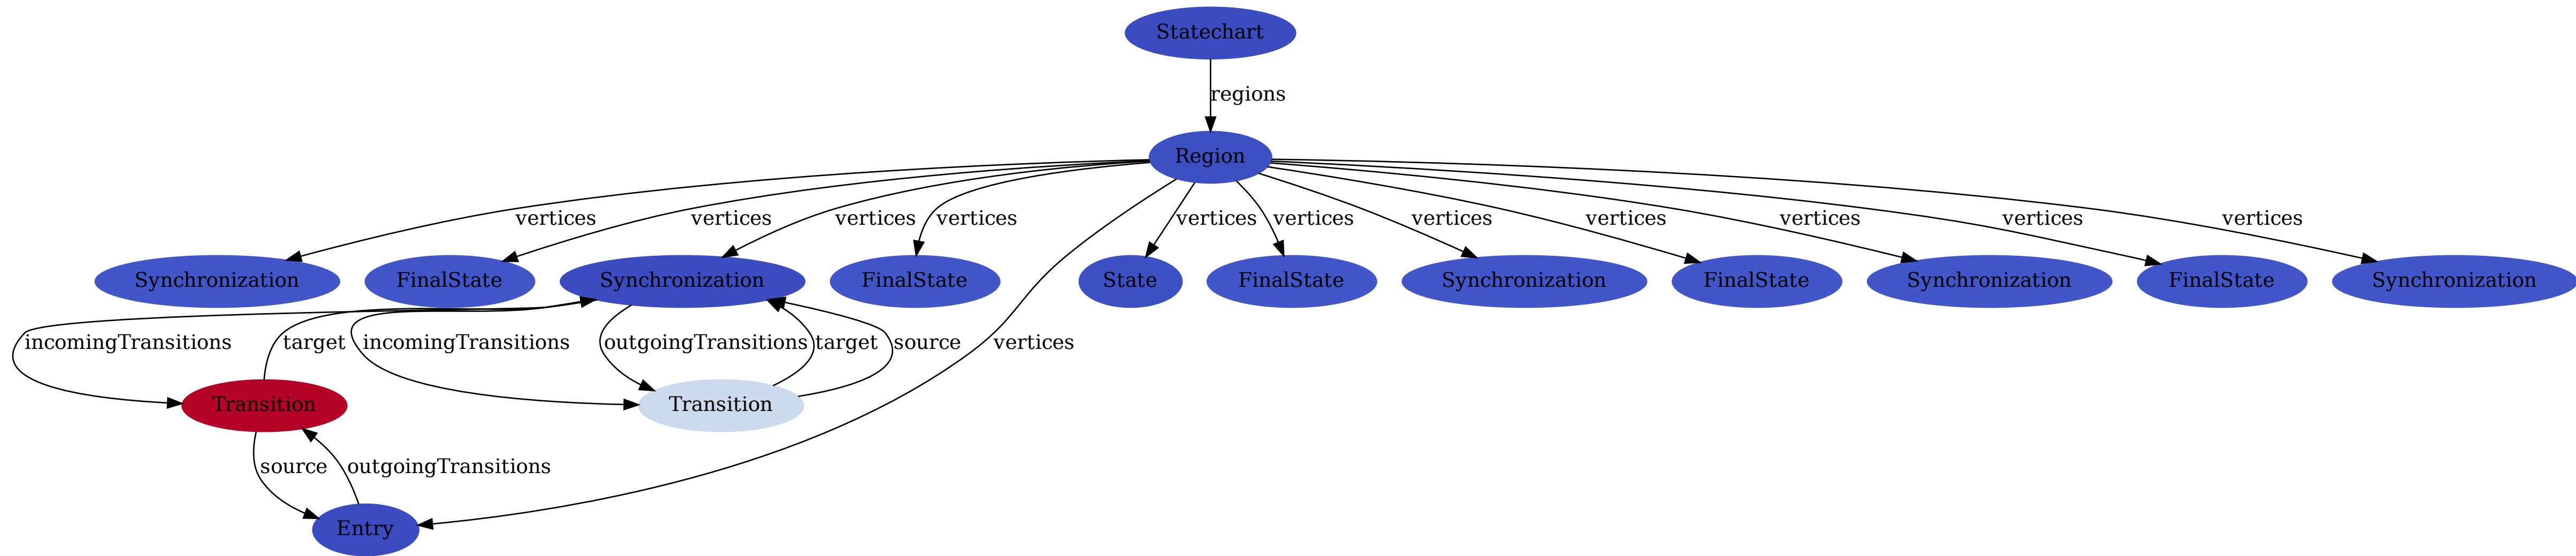 Statechart
regions
Region
vertices vertices vertices vertices vertices vertices vertices vertices vertices vertices vertices
Synchronization FinalState Synchronization FinalState State FinalState Synchronization FinalState Synchronization FinalState Synchronization
incomingTransitions target incomingTransitions outgoingTransitions target source vertices
Transition Transition
source outgoingTransitions
Entry